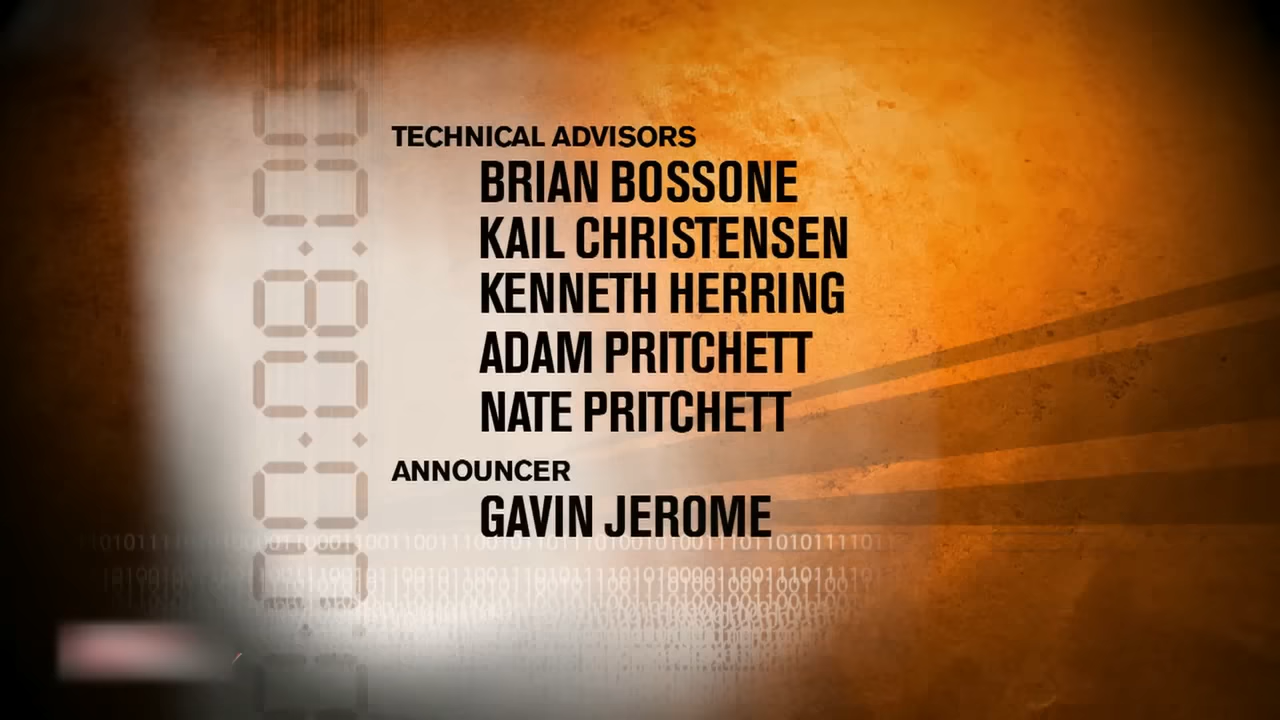 TECHNICAL ADVISORS
BRIAN BOSSONE
KAIL CHRISTENSEN
KENNETH HERRING
ADAM PRITCHETT
NATE PRITCHETT
ANNOUNCER
GAVIN JEROME